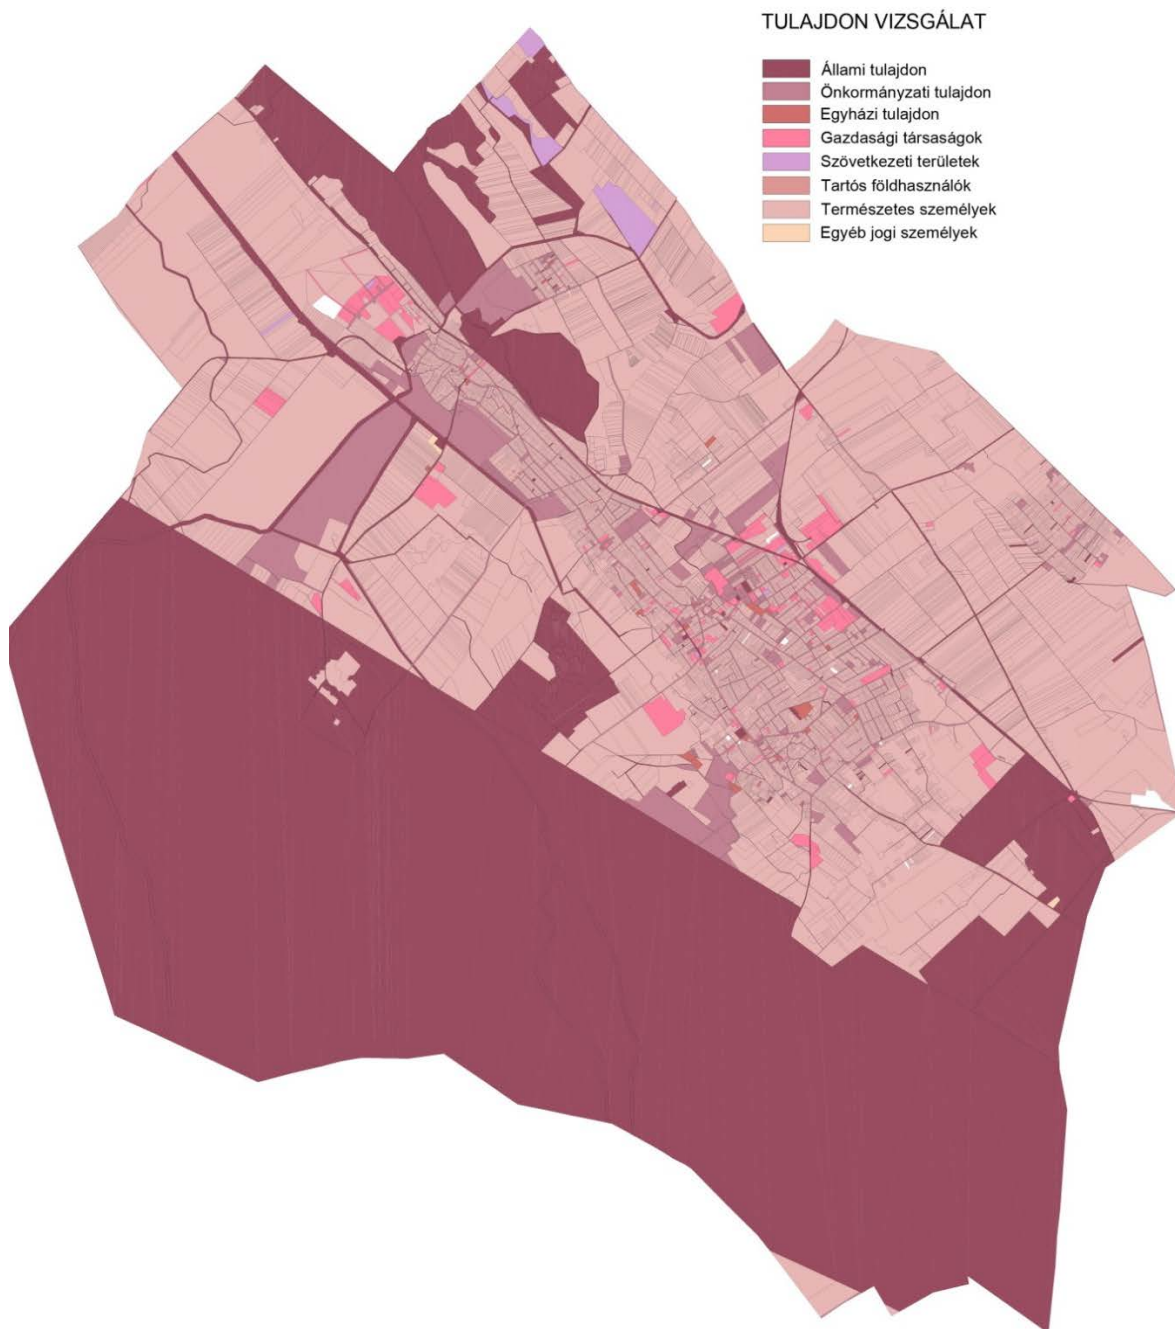 TULAJDON VIZSGÁLAT
Állami tulajdon
Önkormányzati tulajdon
Egyházi tulajdon
Gazdasági társaságok
Szövetkezeti területek
Tartós földhasználók
Természetes személyek
Egyéb jogi személyek